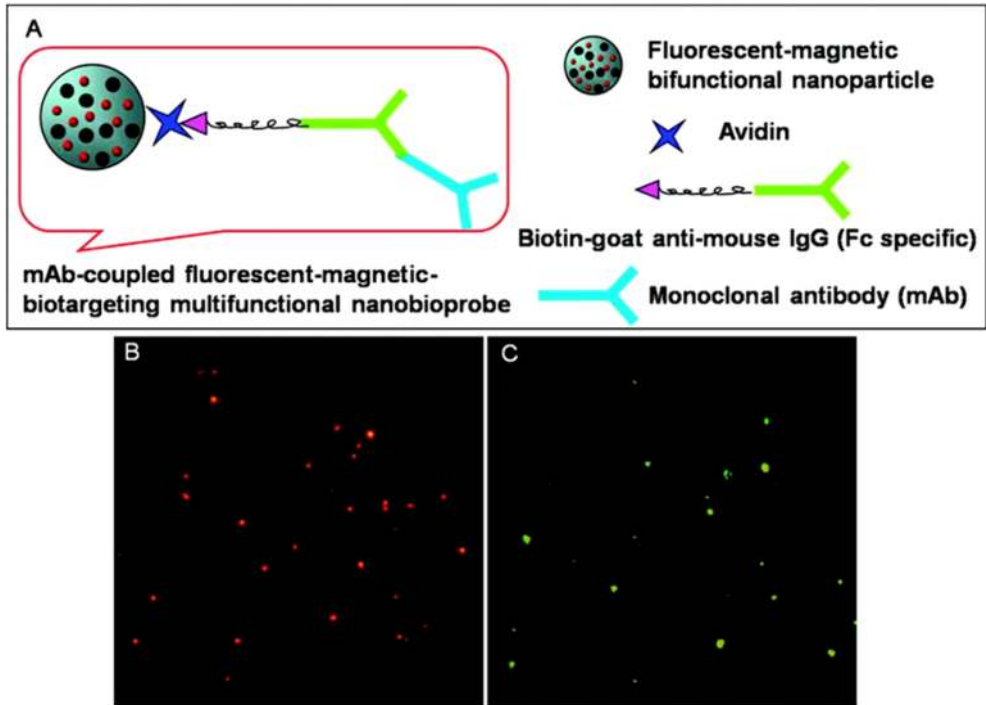 A
Fluorescent-magnetic
bifunctional nanoparticle
Avidin
Biotin-goat anti-mouse IgG (Fc specific)
mAb-coupled fluorescent-magnetic-
biotargeting multifunctional nanobioprobe
Monoclonal antibody (mAb)
B
C